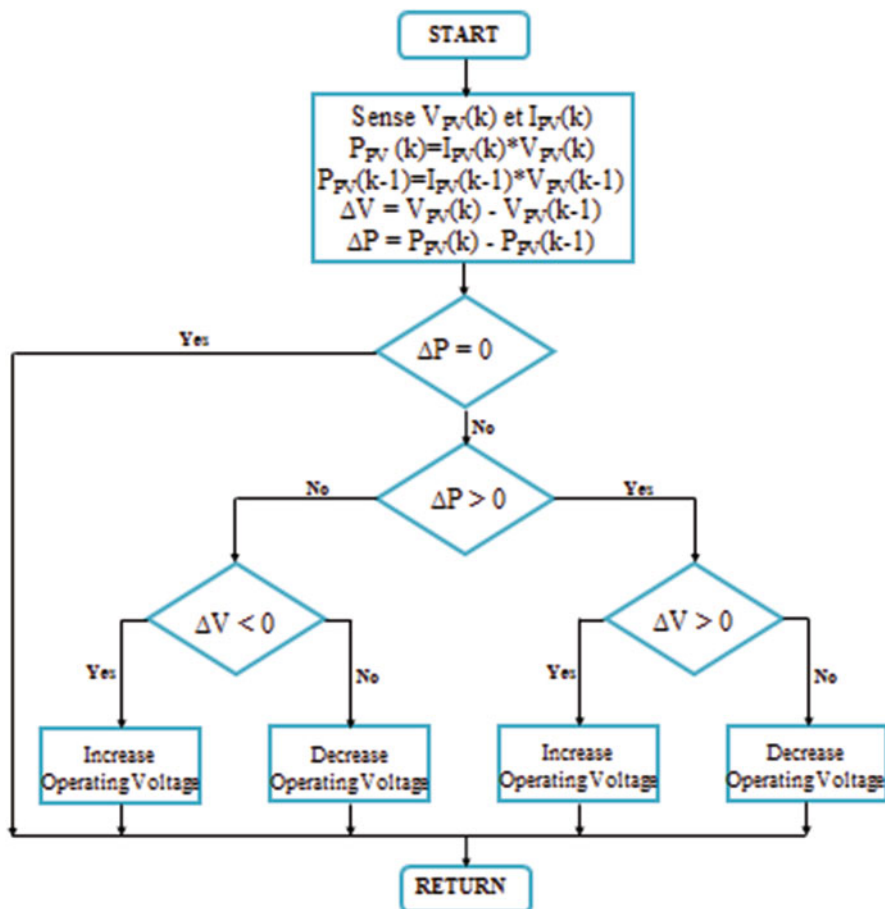 START
Sense V_PV(k) et I_PV(k)
P_PV (k)=I_PV(k)*V_PV(k)
P_PV(k-1)=I_PV(k-1)*V_PV(k-1)
ΔV = V_PV(k) - V_PV(k-1)
ΔP = P_PV(k) - P_PV(k-1)
Yes
ΔP = 0
No
No
ΔP > 0
Yes
ΔV < 0
ΔV > 0
Yes
No
Yes
No
Increase
Operating Voltage
Decrease
Operating Voltage
Increase
Operating Voltage
Decrease
Operating Voltage
RETURN